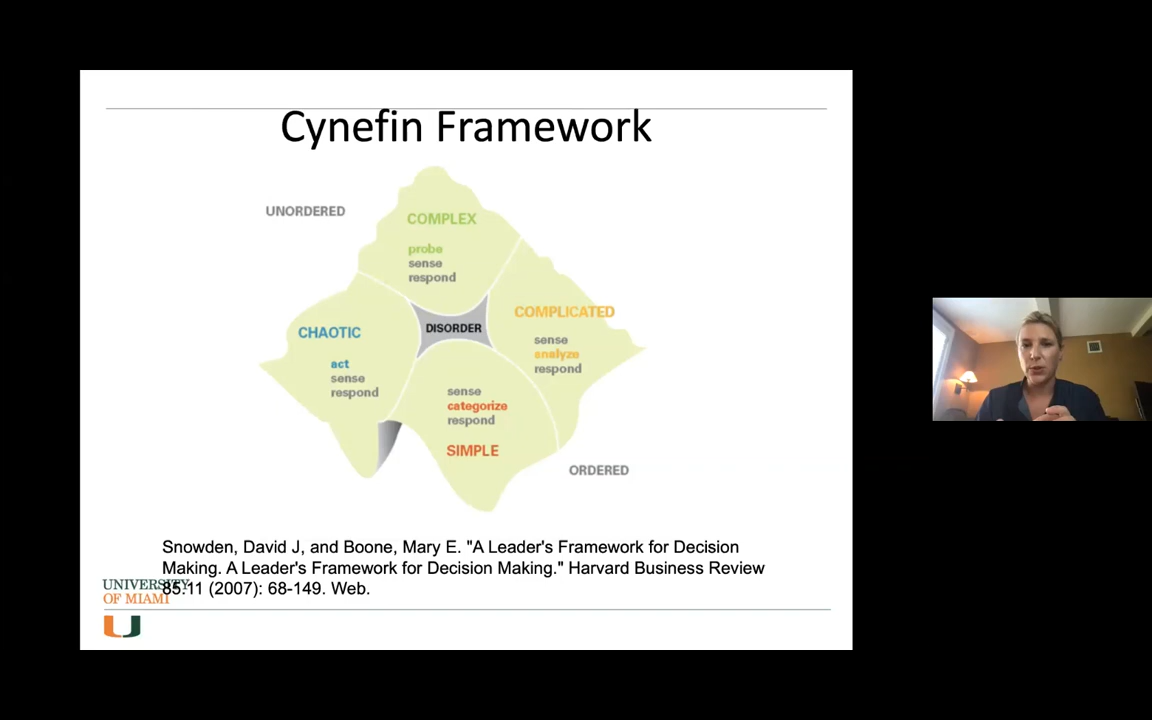 Cynefin Framework
UNORDERED
COMPLEX
probe
sense
respond
COMPLICATED
sense
analyze
respond
DISORDER
CHAOTIC
act
sense
respond
sense
categorize
respond
SIMPLE
ORDERED
Snowden, David J, and Boone, Mary E. "A Leader's Framework for Decision
Making. A Leader's Framework for Decision Making." Harvard Business Review
85.11 (2007): 68-149. Web.
UNIVERSITY
OF MIAMI